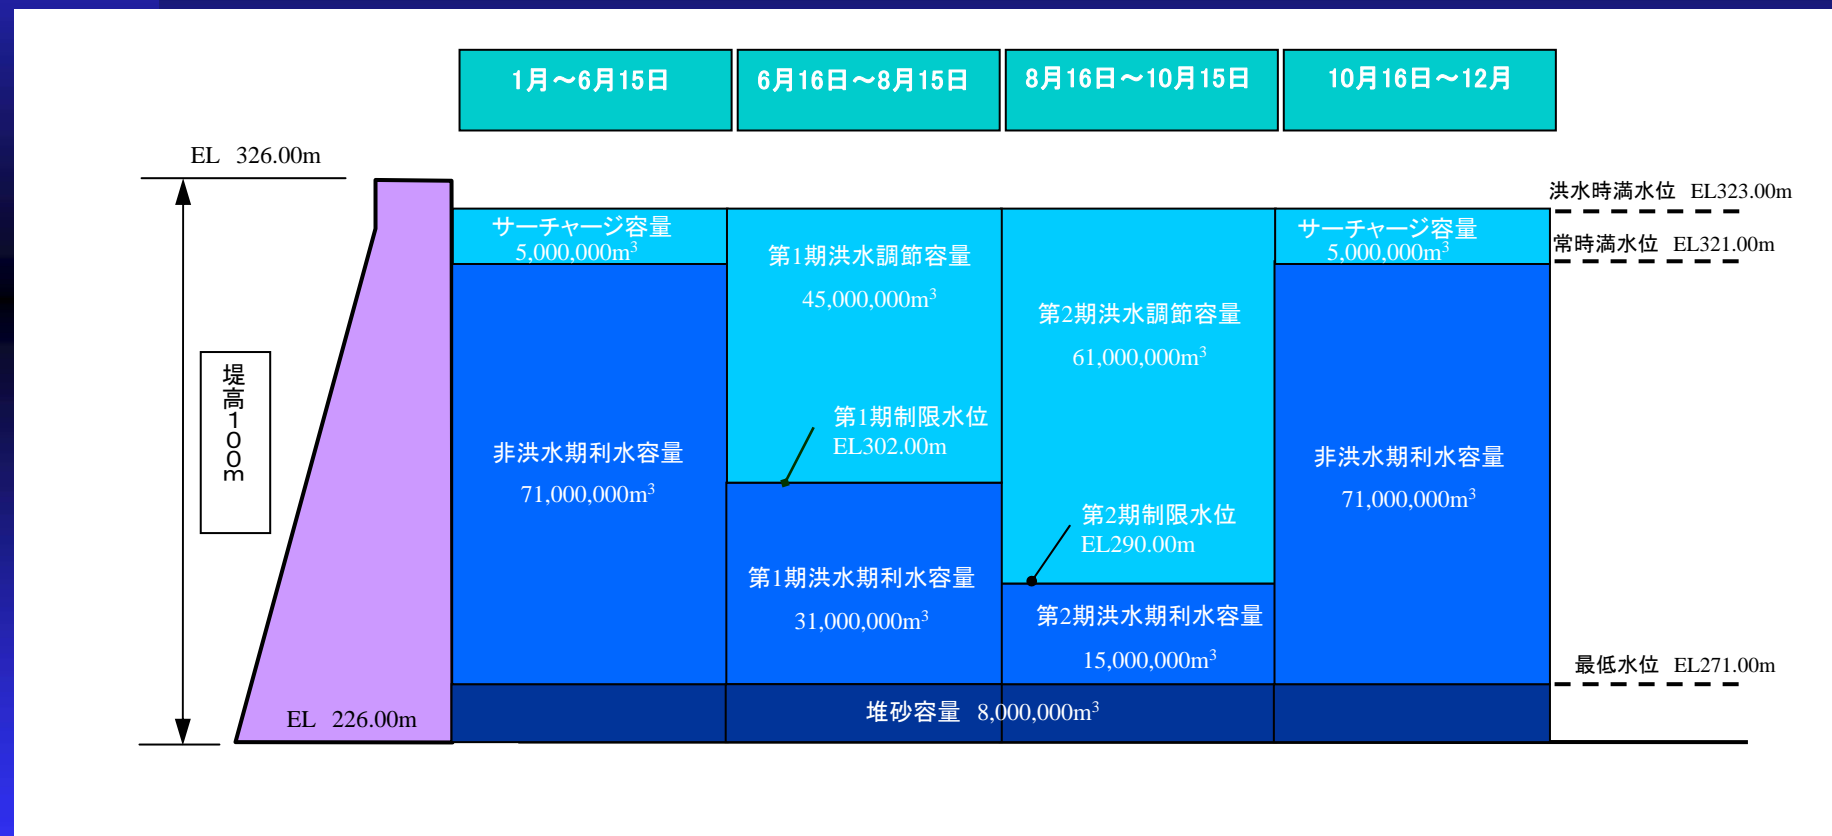 1月～6月15日
6月16日～8月15日
8月16日～10月15日
10月16日～12月
EL 326.00m
洪水時満水位 EL323.00m
常時満水位 EL321.00m
サーチャージ容量
5,000,000m³
第1期洪水調節容量
45,000,000m³
第2期洪水調節容量
61,000,000m³
サーチャージ容量
5,000,000m³
堤高100m
非洪水期利水容量
71,000,000m³
第1期制限水位
EL302.00m
第1期洪水期利水容量
31,000,000m³
第2期制限水位
EL290.00m
第2期洪水期利水容量
15,000,000m³
非洪水期利水容量
71,000,000m³
最低水位 EL271.00m
EL 226.00m
堆砂容量 8,000,000m³